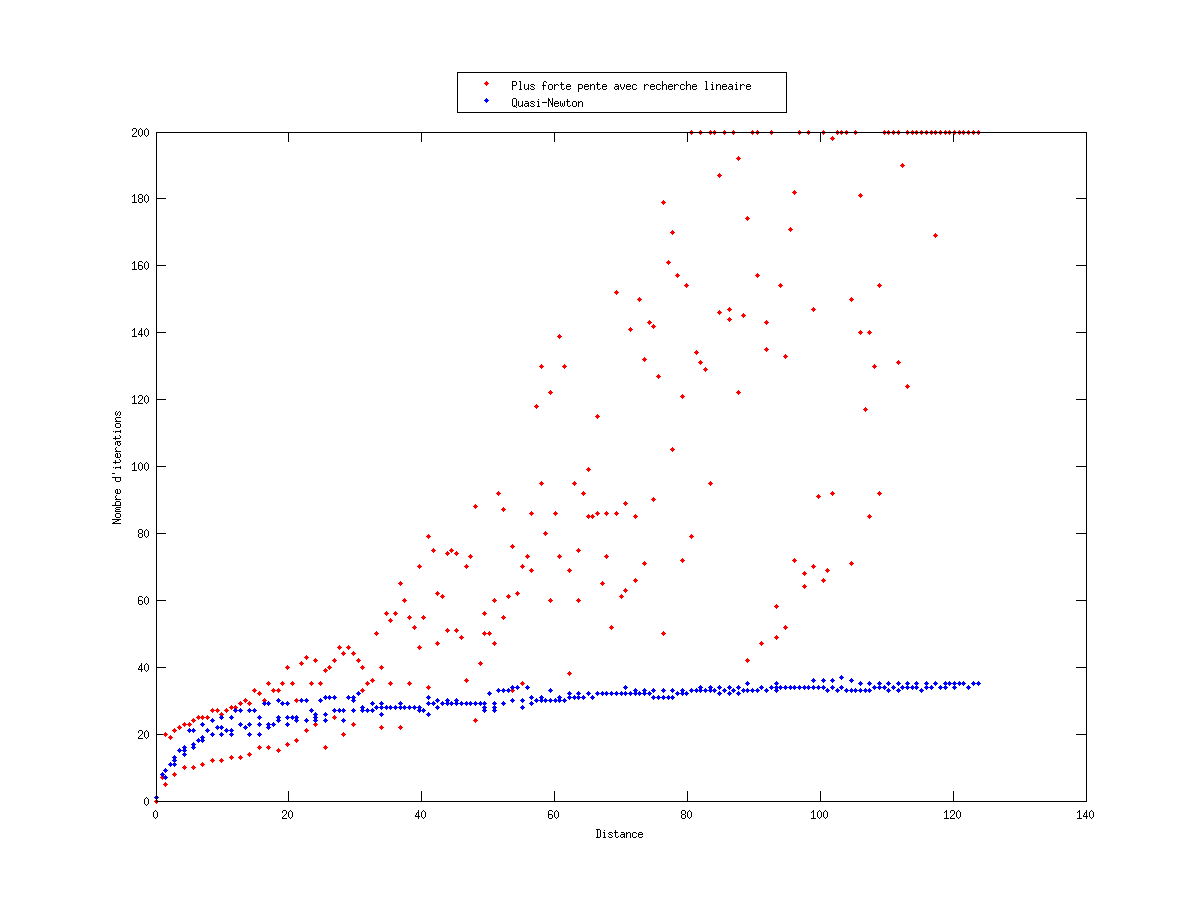 Plus forte pente avec recherche lineaire
Quasi-Newton
200
180
160
140
120
100
80
60
40
20
0
Nombre d'iterations
0 20 40 60 80 100 120 140
Distance